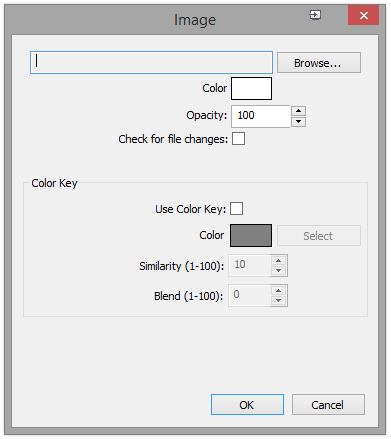 Image
Browse...
Color
Opacity: 100
Check for file changes:
Color Key
Use Color Key:
Color Select
Similarity (1-100): 10
Blend (1-100): 0
OK Cancel